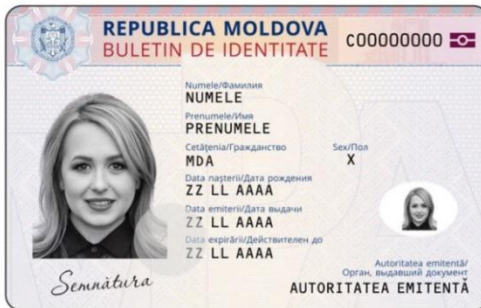 REPUBLICA MOLDOVA
BULETIN DE IDENTITATE
C00000000
Numele/Фамилия
NUMELE
Prenumele/Имя
PRENUMELE
Cetăţenia/Гражданство Sex/Пол
MDA X
Data naşterii/Дата рождения
ZZ LL AAAA
Data emiterii/Дата выдачи
ZZ LL AAAA
Data expirării/Действителен до
ZZ LL AAAA
Semnătura
Autoritatea emitentă/
Орган, выдавший документ
AUTORITATEA EMITENTĂ